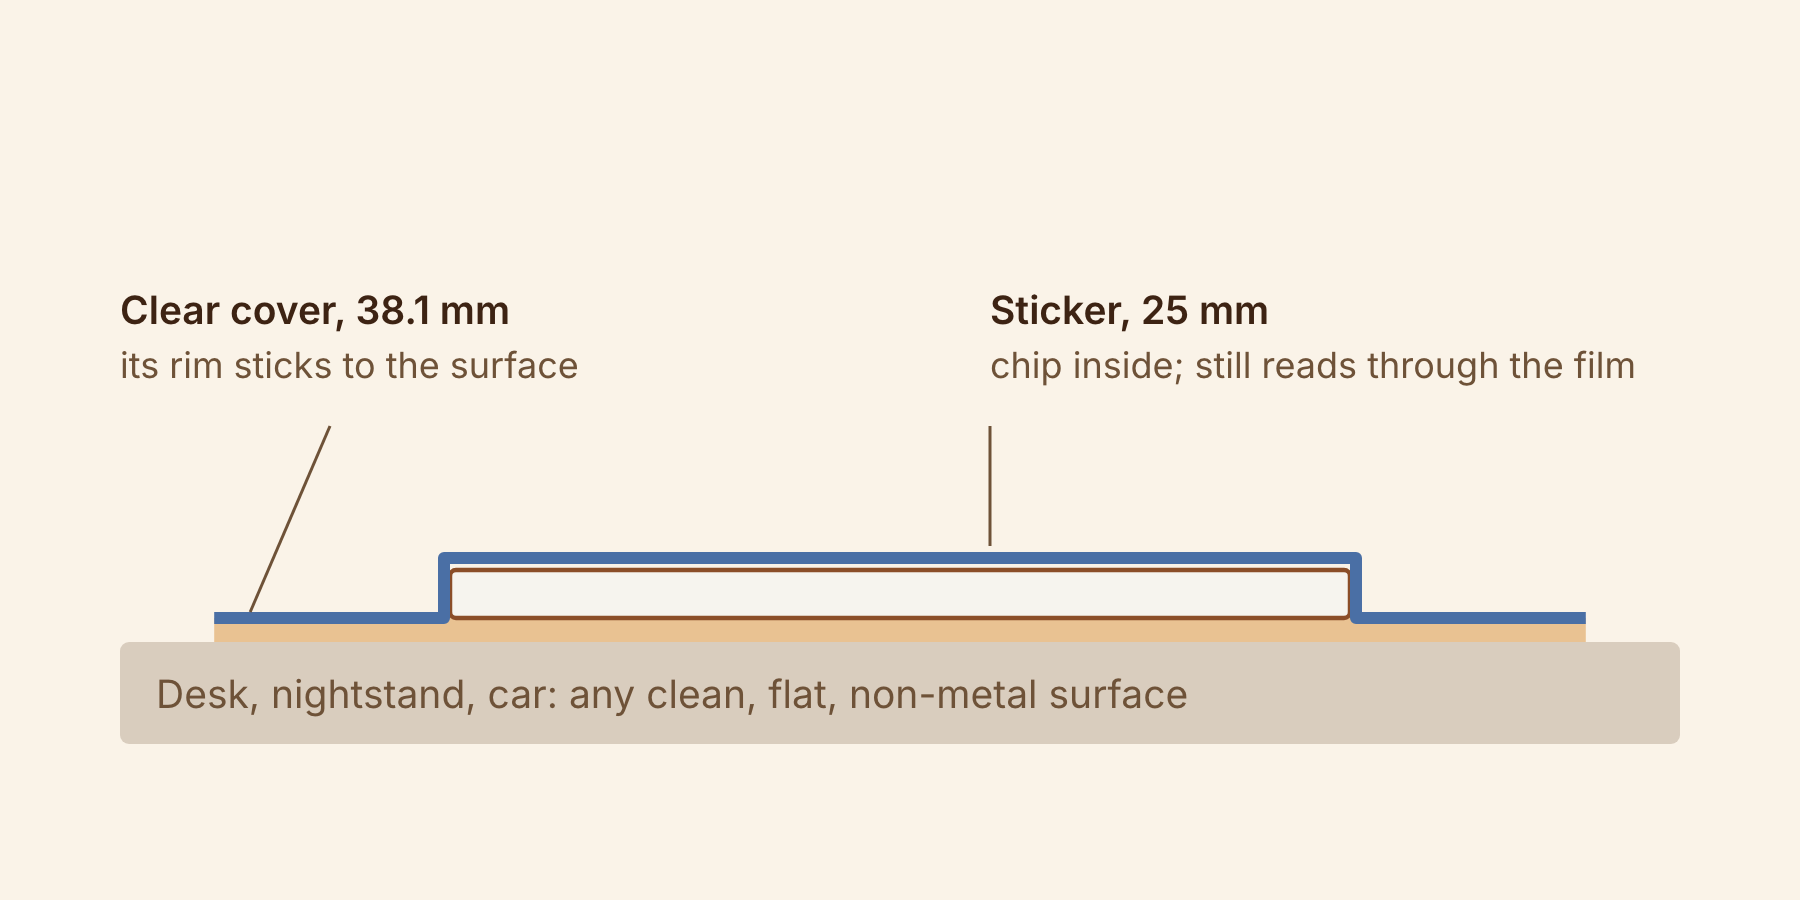 Clear cover, 38.1 mm
its rim sticks to the surface
Sticker, 25 mm
chip inside; still reads through the film
Desk, nightstand, car: any clean, flat, non-metal surface